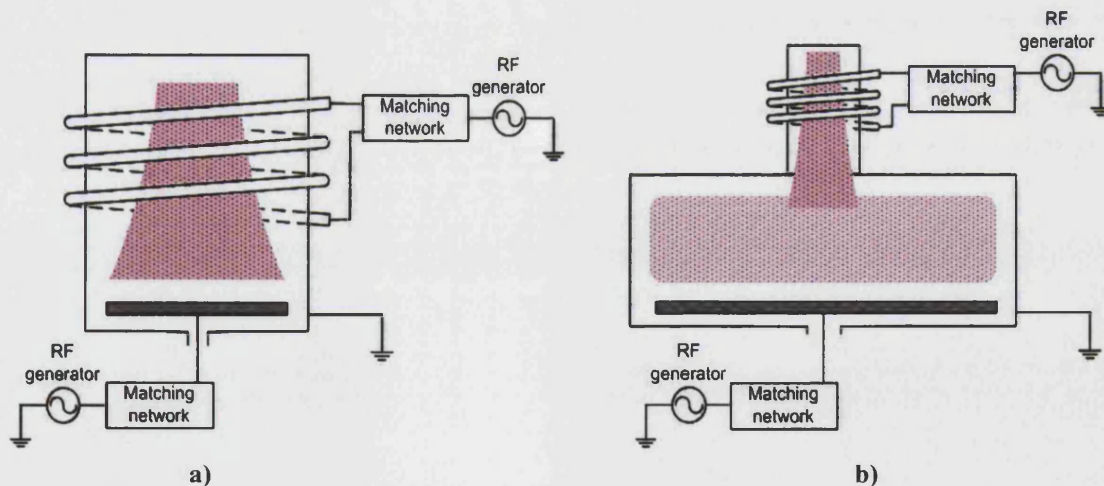 RF
generator
Matching
network
RF
generator
Matching
network
a)
RF
generator
Matching
network
RF
generator
Matching
network
b)